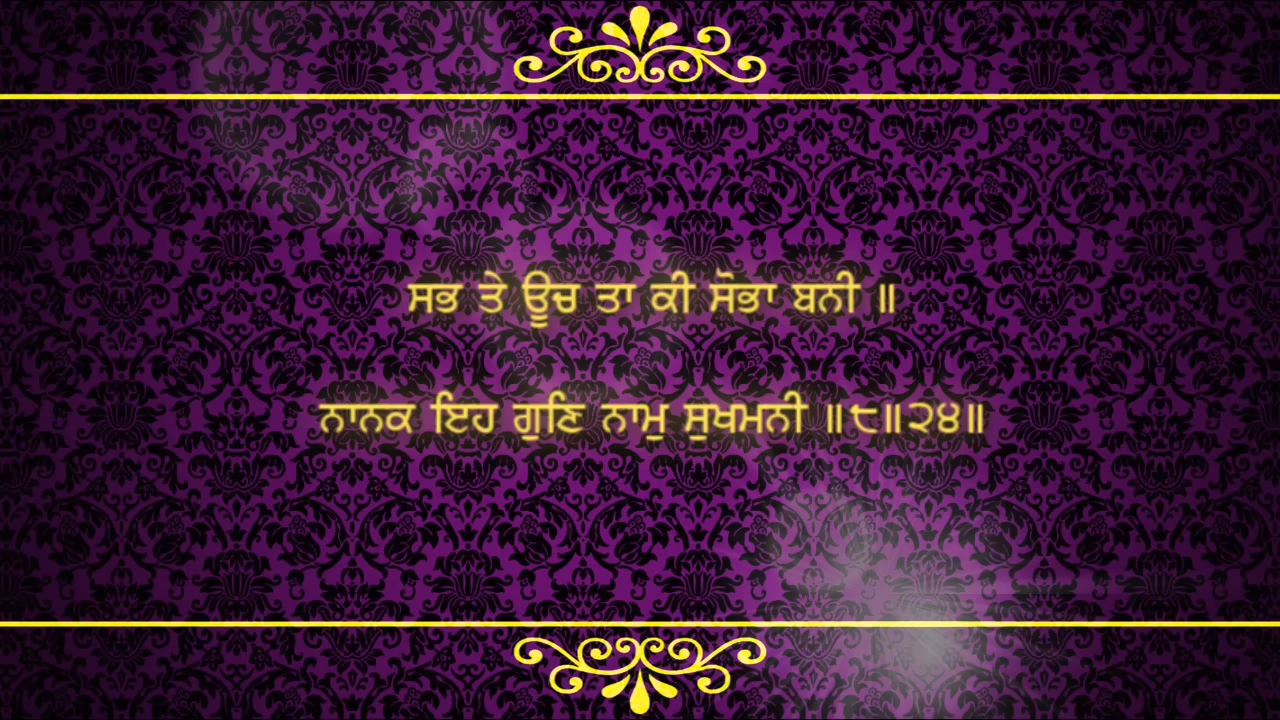 ਸਭ ਤੇ ਊਚ ਤਾ ਕੀ ਸੋਭਾ ਬਨੀ ॥
ਨਾਨਕ ਇਹ ਗੁਣਿ ਨਾਮੁ ਸੁਖਮਨੀ ॥੮॥੨੪॥